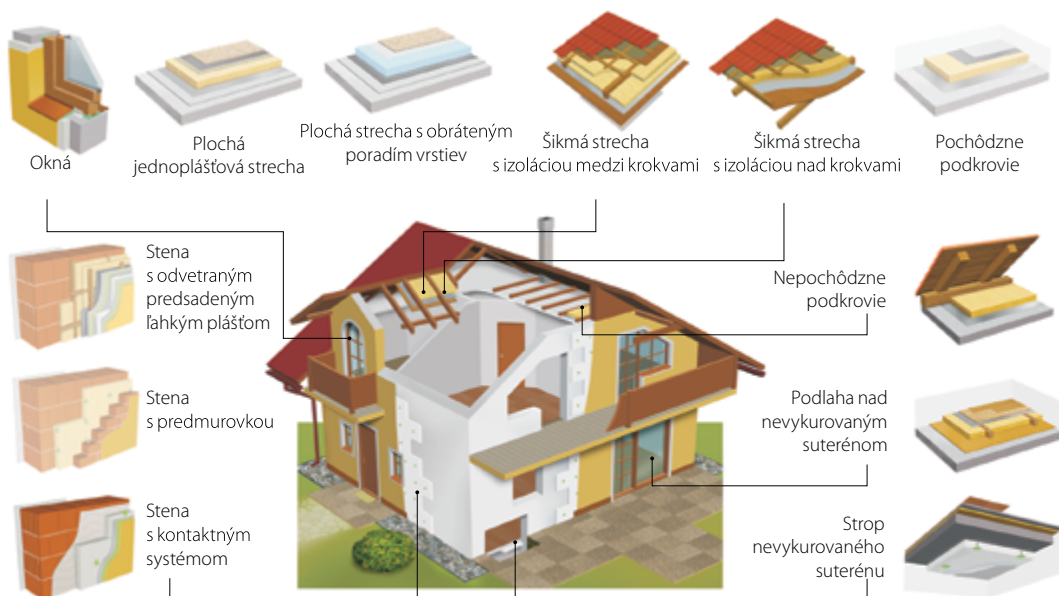 Okná
Plochá
jednoplášťová strecha
Plochá strecha s obráteným
poradím vrstiev
Šikmá strecha
s izoláciou medzi krokvami
Šikmá strecha
s izoláciou nad krokvami
Pochôdzne
podkrovie
Stena
s odvetraným
predsadeným
ľahkým plášťom
Nepochôdzne
podkrovie
Stena
s predmurovkou
Podlaha nad
nevykurovaným
suterénom
Stena
s kontaktným
systémom
Strop
nevykurovaného
suterénu